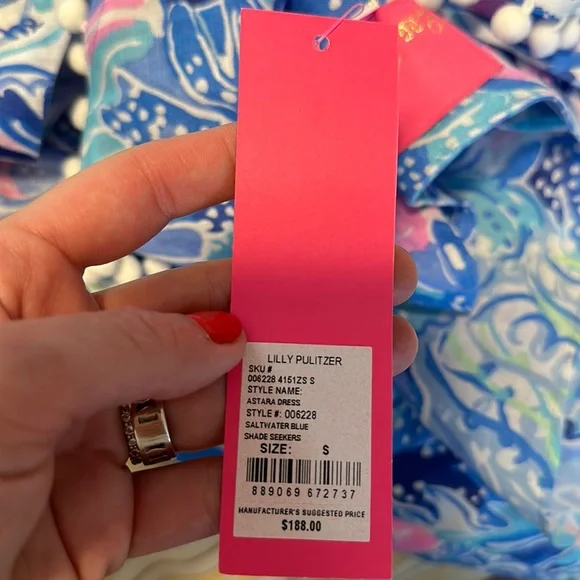 LILLY PULITZER
SKU #
006228 4151ZS S
STYLE NAME:
ASTARA DRESS
STYLE #: 006228
SALTWATER BLUE
SHADE SEEKERS
SIZE: S
889069 672737
MANUFACTURER'S SUGGESTED PRICE
$188.00